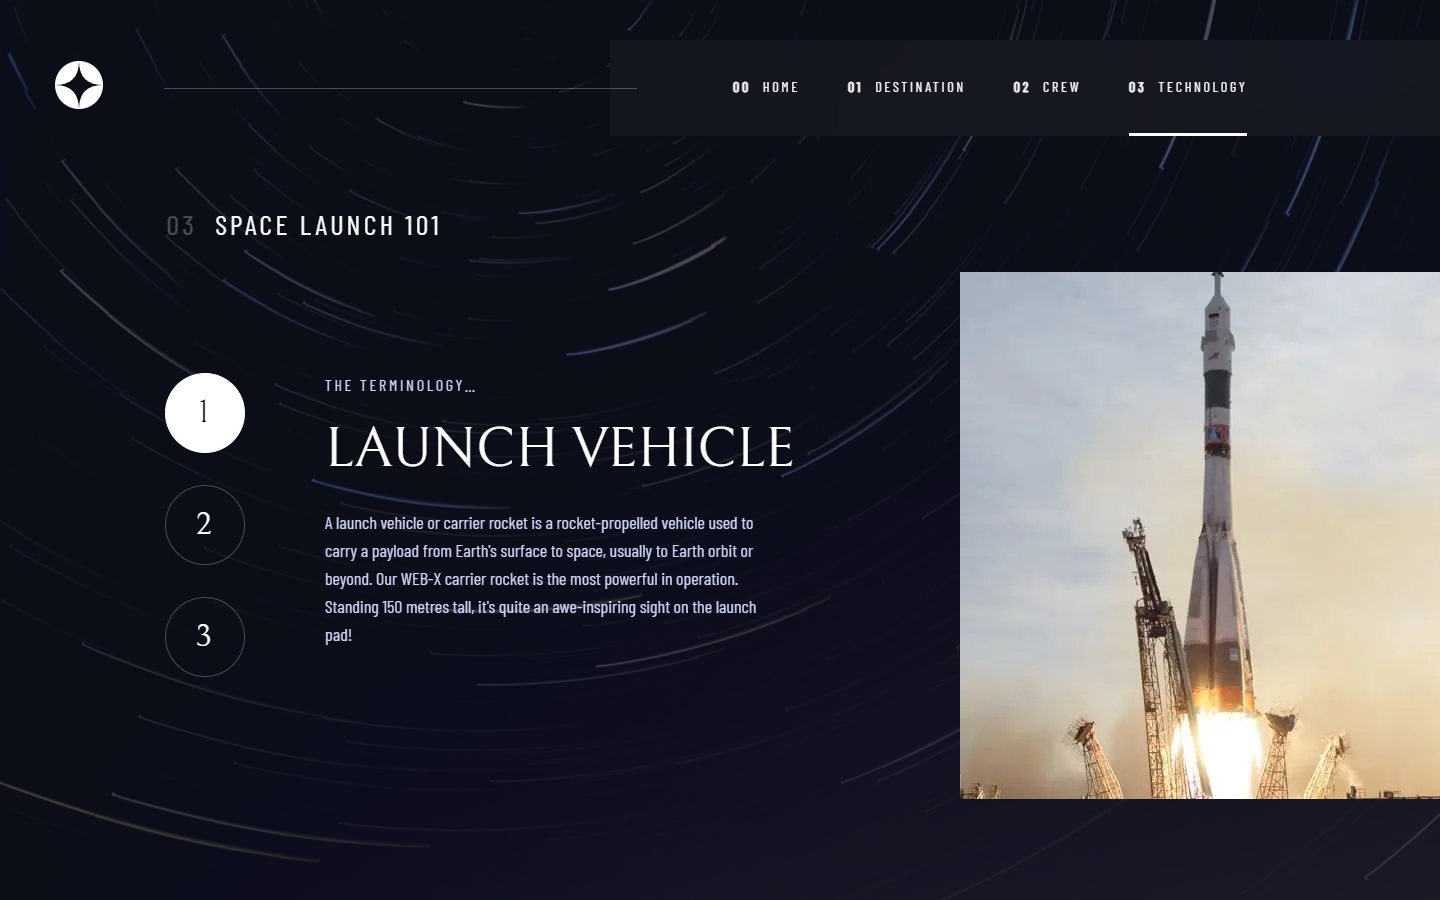 00 HOME 01 DESTINATION 02 CREW 03 TECHNOLOGY
03 SPACE LAUNCH 101
1
2
3
THE TERMINOLOGY...
LAUNCH VEHICLE
A launch vehicle or carrier rocket is a rocket-propelled vehicle used to
carry a payload from Earth's surface to space, usually to Earth orbit or
beyond. Our WEB-X carrier rocket is the most powerful in operation.
Standing 150 metres tall, it's quite an awe-inspiring sight on the launch
pad!